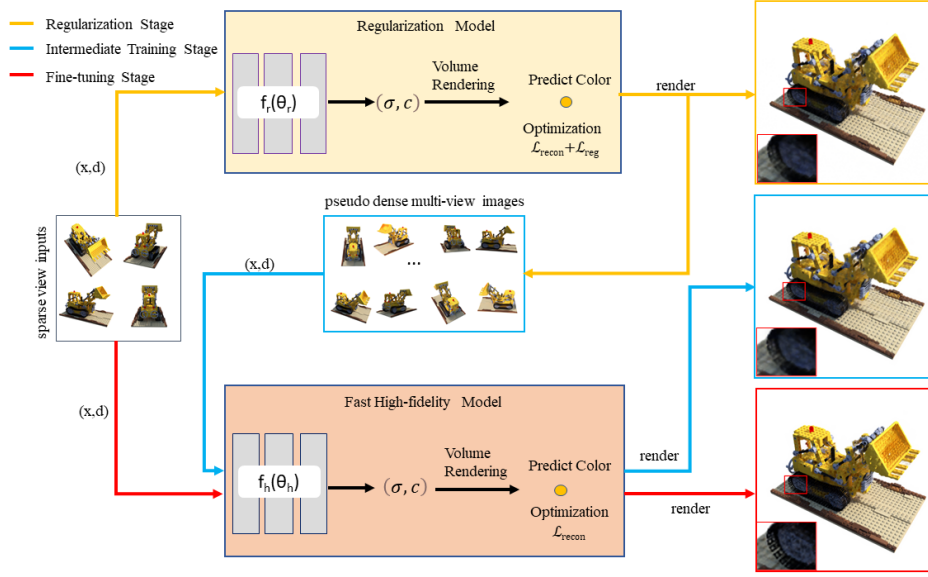 Regularization Stage
Intermediate Training Stage
Fine-tuning Stage
Regularization Model
fᵣ(θᵣ)
(σ, c)
Volume
Rendering
Predict Color
Optimization
ℒrecon+ℒreg
render
(x,d)
sparse view inputs
pseudo dense multi-view images
...
(x,d)
(x,d)
Fast High-fidelity Model
fₕ(θₕ)
(σ, c)
Volume
Rendering
Predict Color
Optimization
ℒrecon
render
render